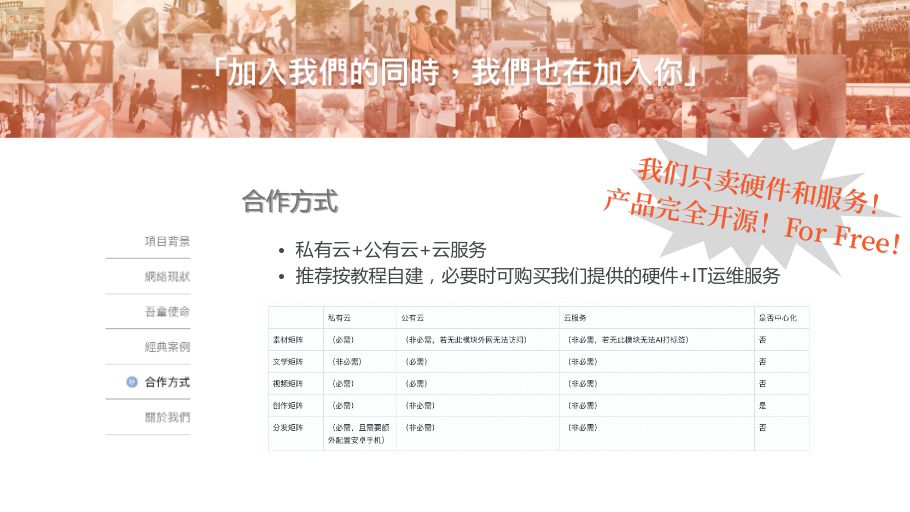 「加入我們的同時，我們也在加入你」
我们只卖硬件和服务！
产品完全开源！For Free！
合作方式
項目背景
網絡現狀
吾輩使命
經典案例
合作方式
關於我們
• 私有云+公有云+云服务
• 推荐按教程自建，必要时可购买我们提供的硬件+IT运维服务
私有云 公有云 云服务 是否中心化
素材矩阵 （必需） （非必需，若无此模块外网无法访问） （非必需，若无此模块无法AI打标签） 否
文学矩阵 （非必需） （必需） （非必需） 否
视频矩阵 （必需） （必需） （非必需） 否
创作矩阵 （必需） （非必需） （非必需） 是
分发矩阵 （必需，且需要额 （非必需） （非必需） 否
外配置安卓手机）